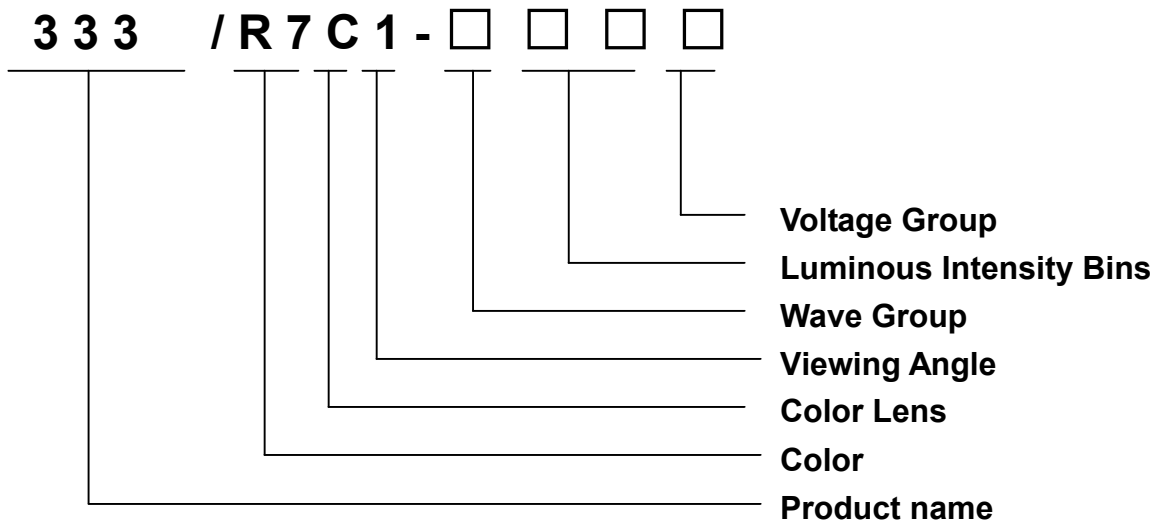 333 /R7C1-□ □ □ □
Voltage Group
Luminous Intensity Bins
Wave Group
Viewing Angle
Color Lens
Color
Product name